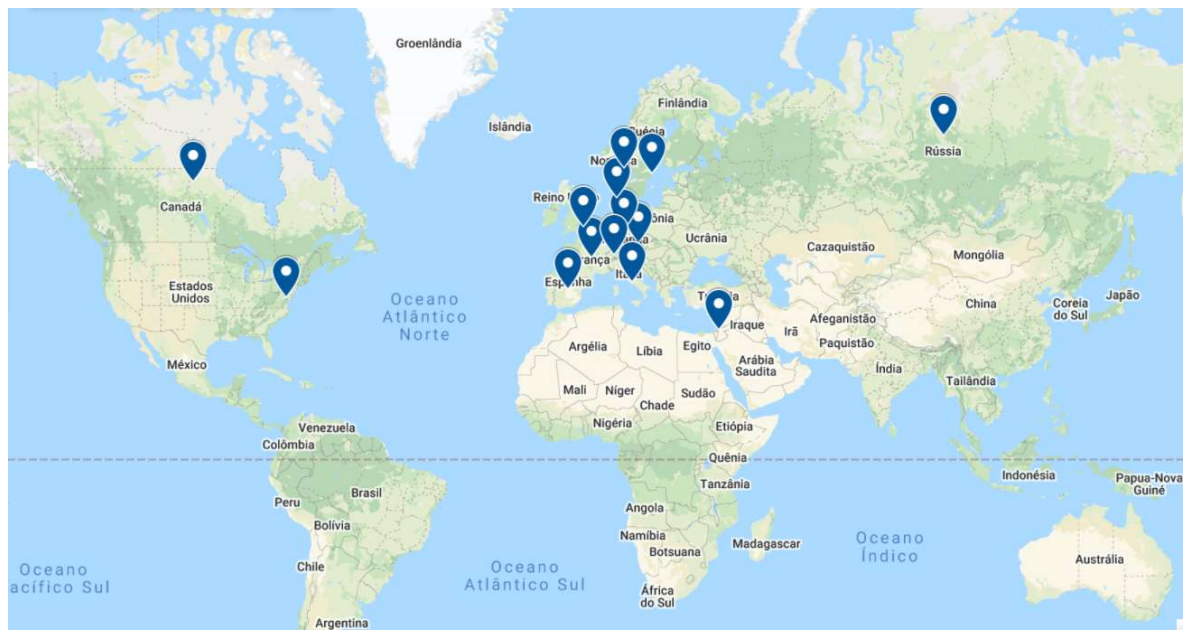 Groenlândia
Islândia
Finlândia
Suécia
Reino
Rússia
Canadá
Ucrânia
Cazaquistão
Mongólia
Estados
Unidos
Espanha
Oceano
Atlântico
Norte
China
Coreia
do Sul
Japão
Iraque
Irã
Afeganistão
Paquistão
México
Argélia
Líbia
Egito
Arábia
Saudita
Índia
Tailândia
Mali
Níger
Chade
Sudão
Nigéria
Etiópia
Venezuela
Colômbia
Quênia
Indonésia
Papua-Nova
Guiné
Tanzânia
Peru
Brasil
Angola
Bolívia
Namíbia
Botsuana
Madagascar
Oceano
Índico
Austrália
Chile
Oceano
Atlântico Sul
Oceano
acífico Sul
África
do Sul
Argentina